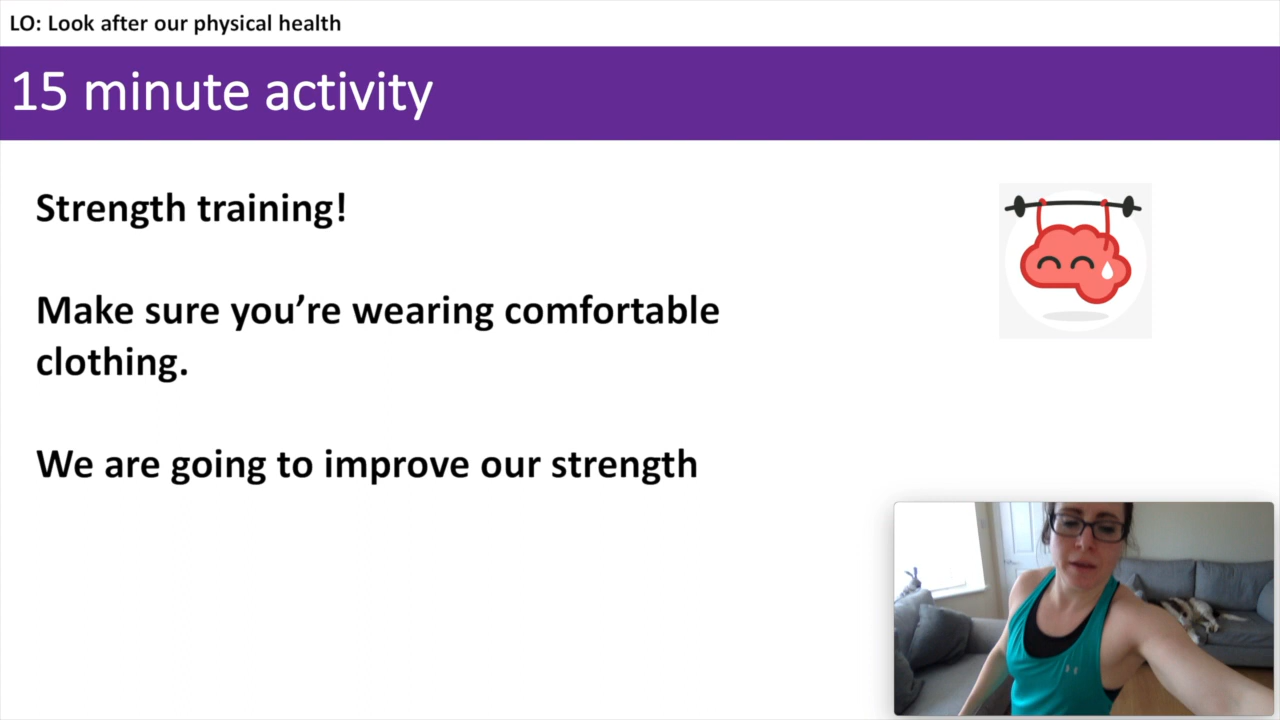 LO: Look after our physical health
15 minute activity
Strength training!
Make sure you’re wearing comfortable
clothing.
We are going to improve our strength